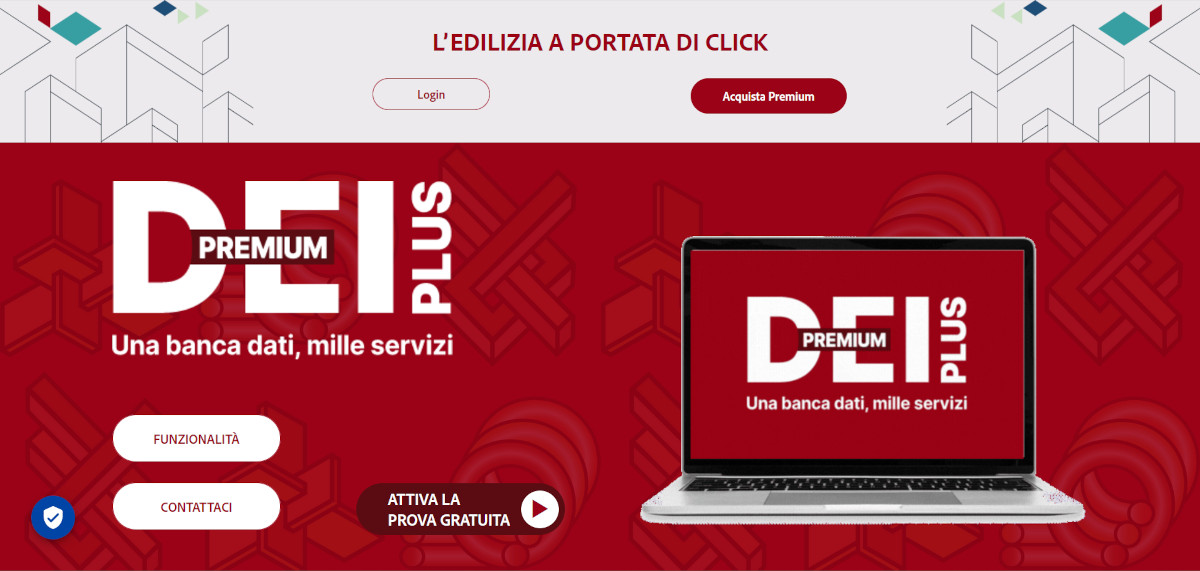 L'EDILIZIA A PORTATA DI CLICK
Login
Acquista Premium
DEI PLUS
PREMIUM
Una banca dati, mille servizi
FUNZIONALITÀ
CONTATTACI
ATTIVA LA
PROVA GRATUITA
DEI PLUS
PREMIUM
Una banca dati, mille servizi